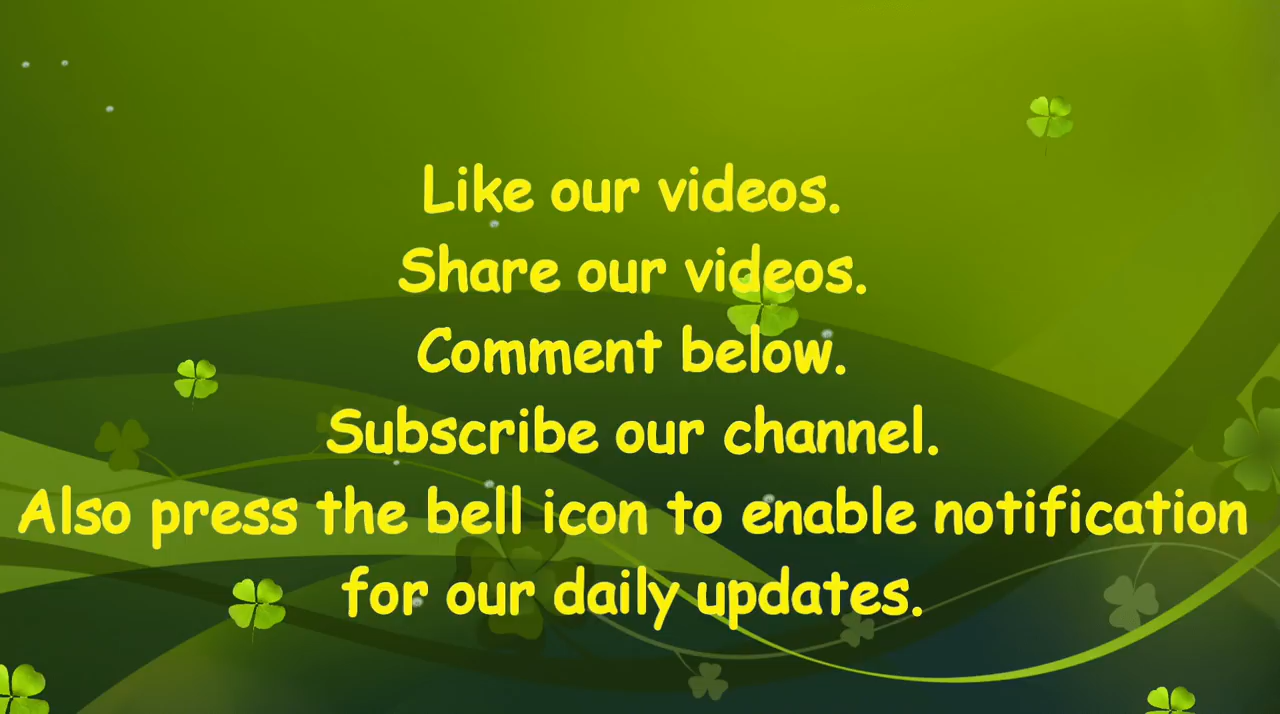 Like our videos.
Share our videos.
Comment below.
Subscribe our channel.
Also press the bell icon to enable notification
for our daily updates.